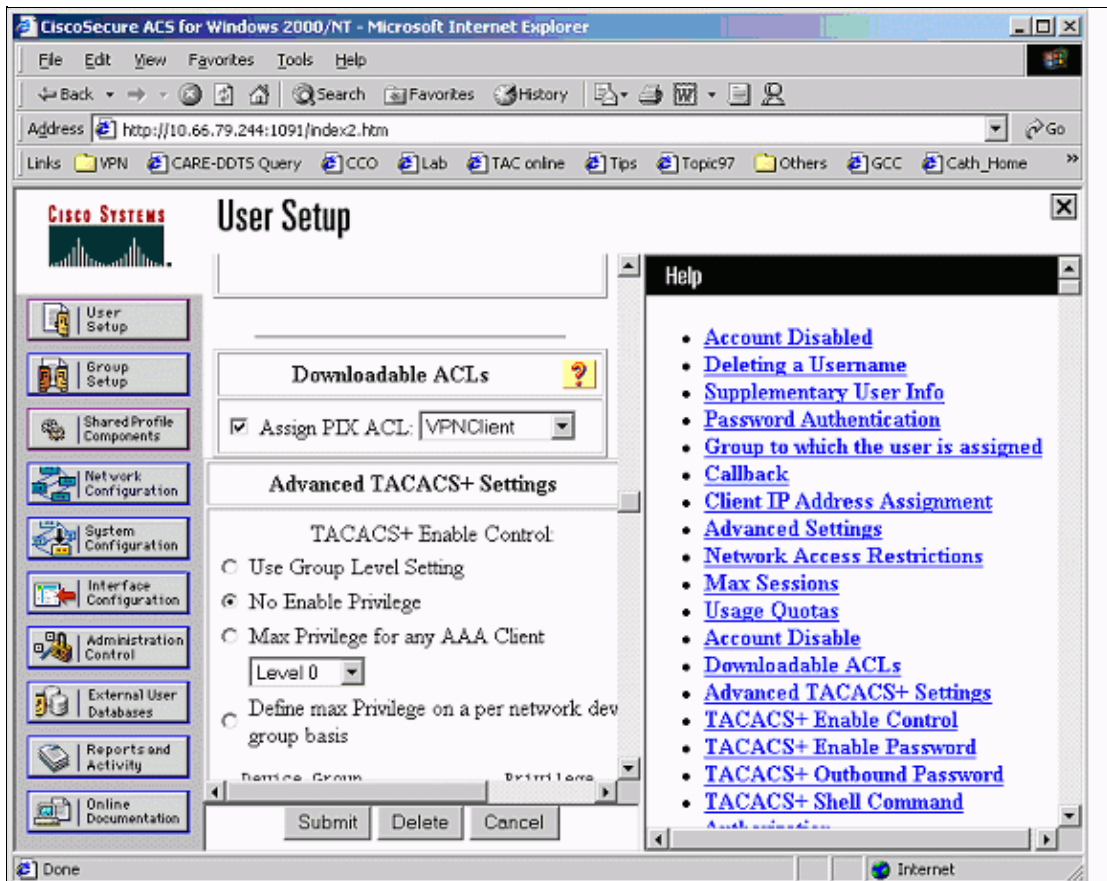 CiscoSecure ACS for Windows 2000/NT - Microsoft Internet Explorer
File Edit View Favorites Tools Help
Back Search Favorites History
Address http://10.66.79.244:1091/index2.htm Go
Links VPN CARE-DDTS Query CCO Lab TAC online Tips Topic97 Others GCC Cath_Home »
CISCO SYSTEMS
User Setup
User Setup
Group Setup
Shared Profile Components
Network Configuration
System Configuration
Interface Configuration
Administration Control
External User Databases
Reports and Activity
Online Documentation
Downloadable ACLs ?
Assign PIX ACL: VPNClient
Advanced TACACS+ Settings
TACACS+ Enable Control:
Use Group Level Setting
No Enable Privilege
Max Privilege for any AAA Client
Level 0
Define max Privilege on a per network dev
group basis
Device Group Privilege
Submit Delete Cancel
Help
Account Disabled
Deleting a Username
Supplementary User Info
Password Authentication
Group to which the user is assigned
Callback
Client IP Address Assignment
Advanced Settings
Network Access Restrictions
Max Sessions
Usage Quotas
Account Disable
Downloadable ACLs
Advanced TACACS+ Settings
TACACS+ Enable Control
TACACS+ Enable Password
TACACS+ Outbound Password
TACACS+ Shell Command
Authorization
Done Internet